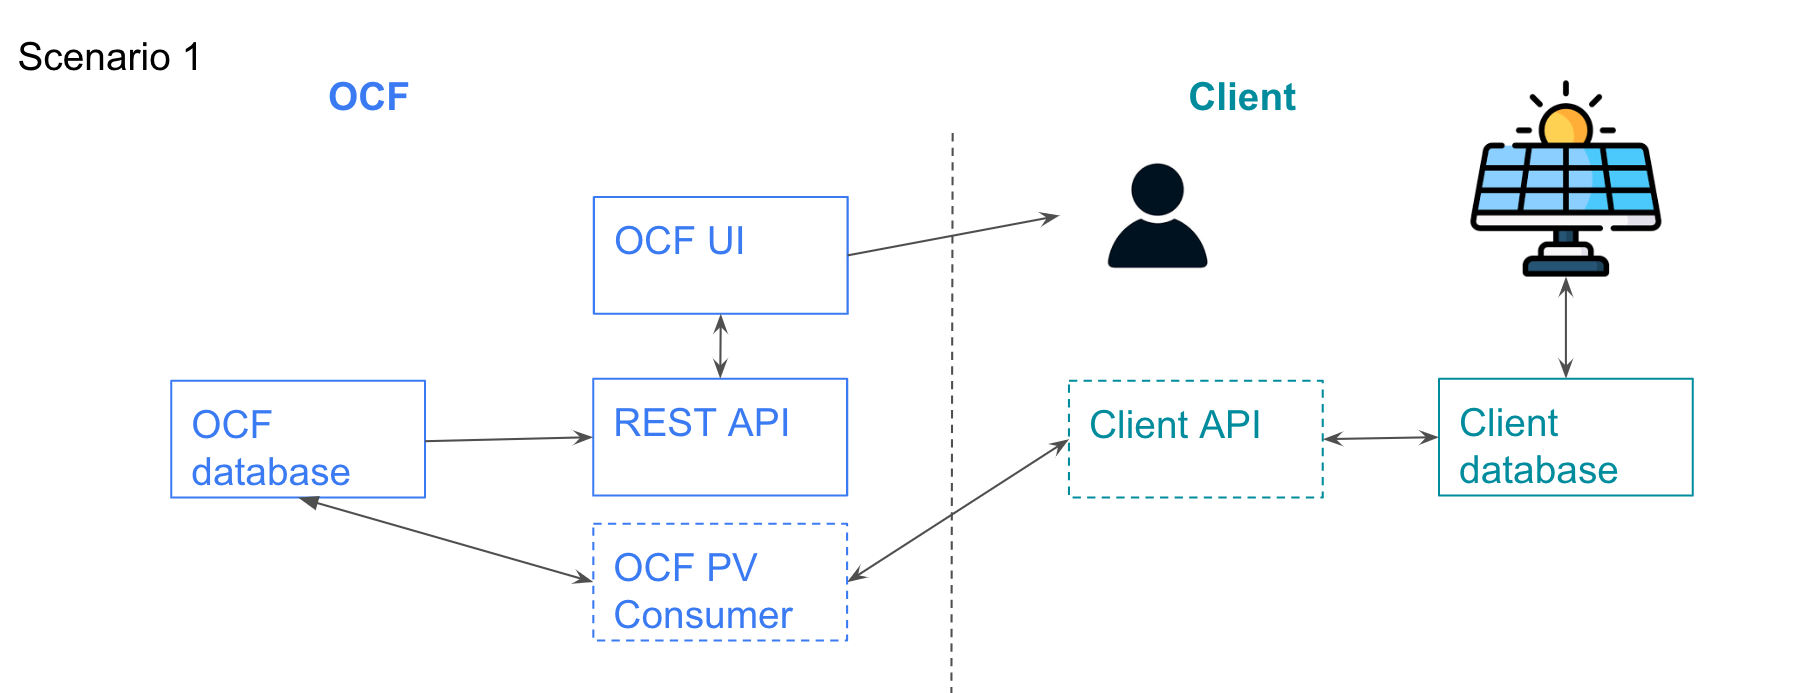 Scenario 1
OCF
Client
OCF UI
OCF
database
REST API
Client API
Client
database
OCF PV
Consumer